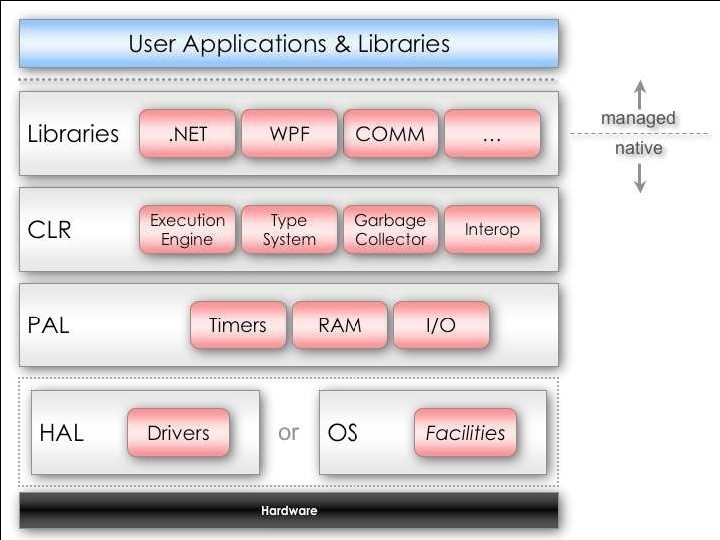 User Applications & Libraries
managed
native
Libraries
.NET
WPF
COMM
...
CLR
Execution
Engine
Type
System
Garbage
Collector
Interop
PAL
Timers
RAM
I/O
HAL
Drivers
or
OS
Facilities
Hardware